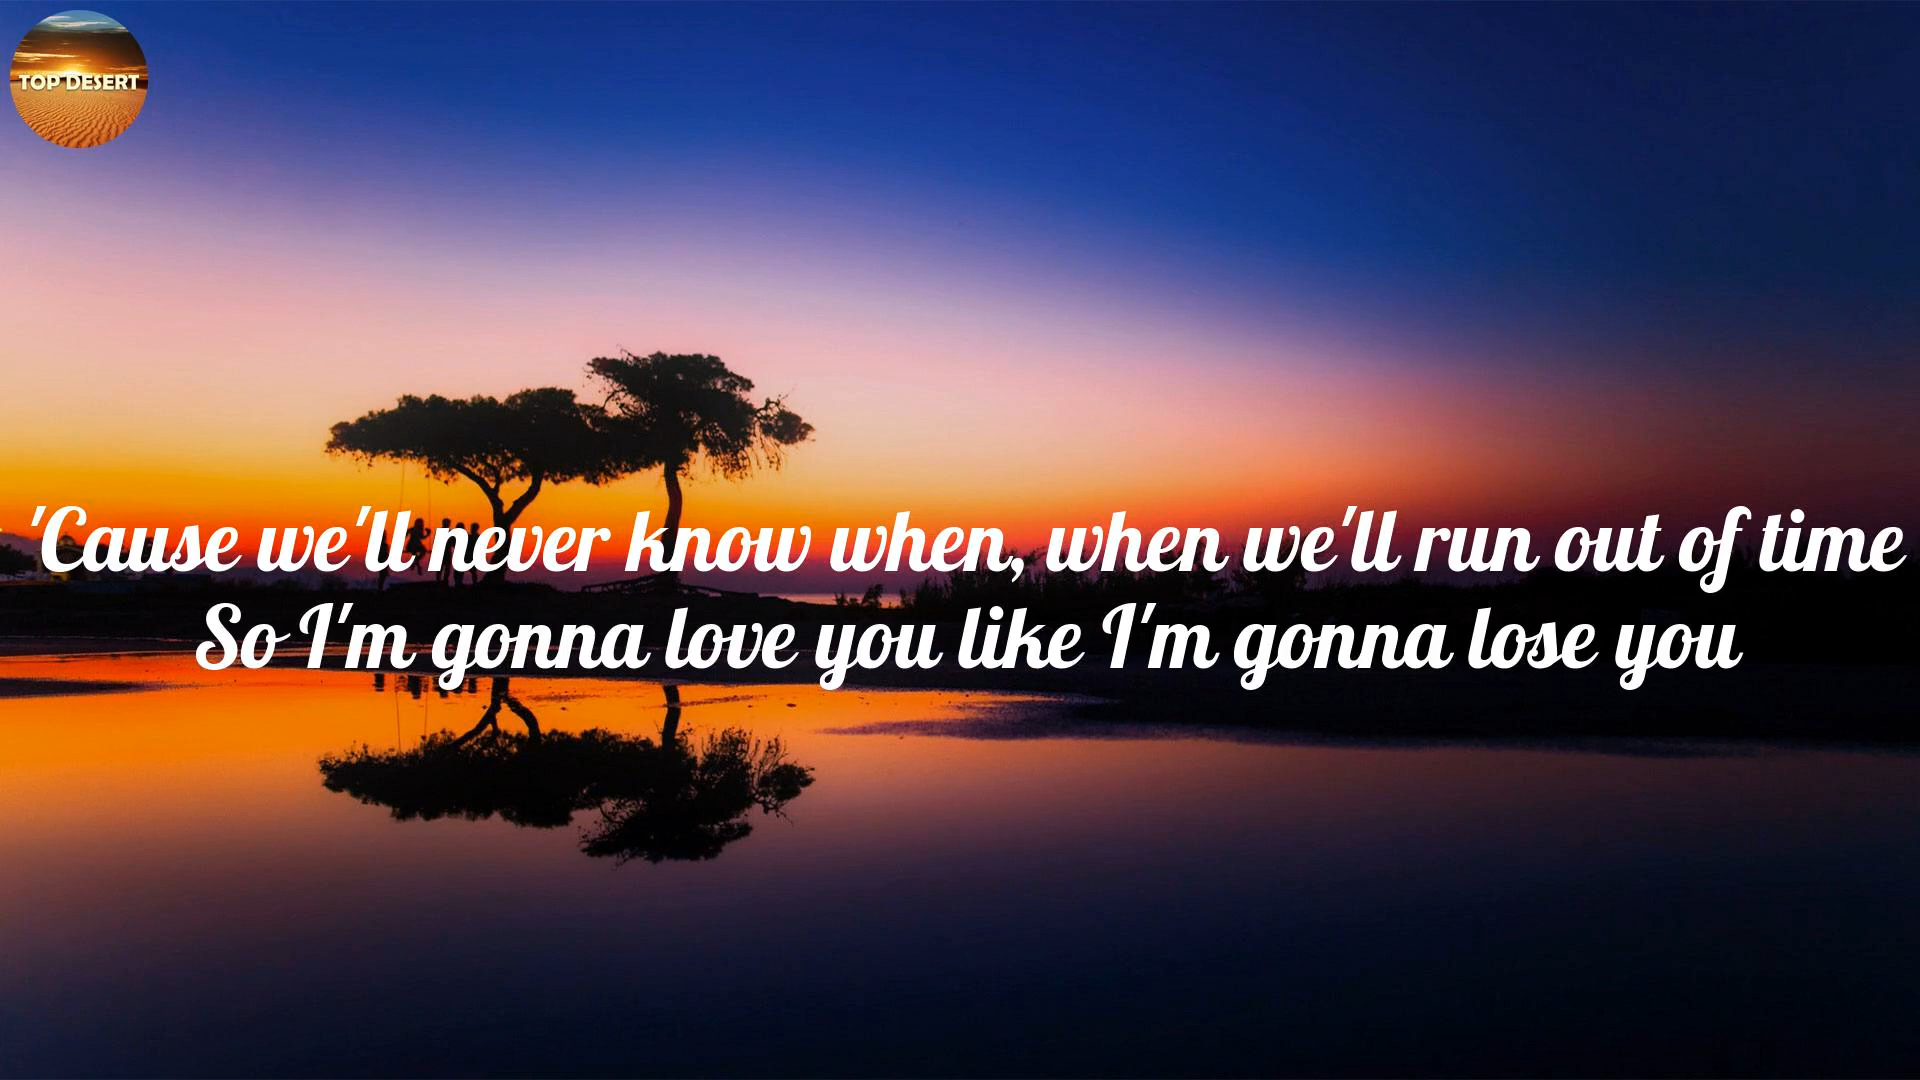 TOP DESERT
'Cause we'll never know when, when we'll run out of time
So I'm gonna love you like I'm gonna lose you